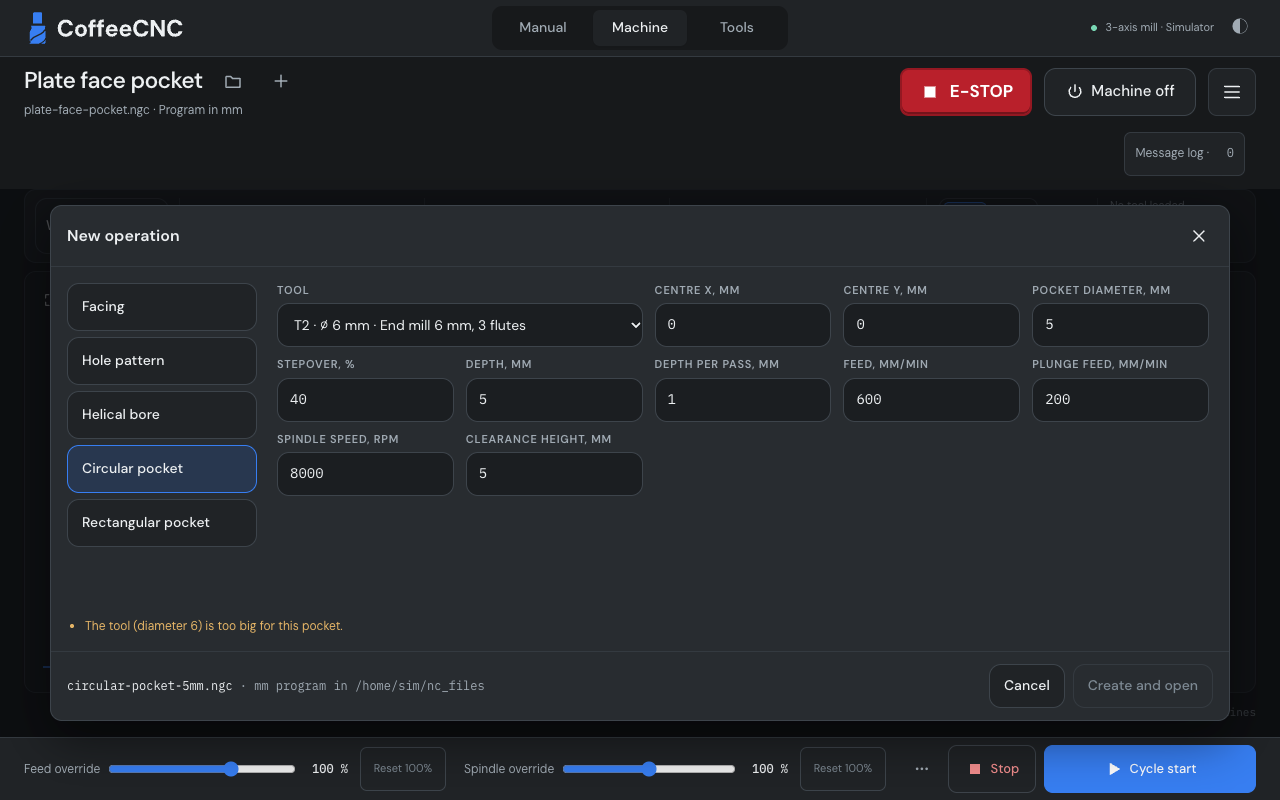 CoffeeCNC
Manual
Machine
Tools
3-axis mill · Simulator
Plate face pocket
plate-face-pocket.ngc · Program in mm
E-STOP
Machine off
Message log · 0
No tool loaded
New operation
Facing
Hole pattern
Helical bore
Circular pocket
Rectangular pocket
TOOL
T2 · ⌀ 6 mm · End mill 6 mm, 3 flutes
CENTRE X, MM
0
CENTRE Y, MM
0
POCKET DIAMETER, MM
5
STEPOVER, %
40
DEPTH, MM
5
DEPTH PER PASS, MM
1
FEED, MM/MIN
600
PLUNGE FEED, MM/MIN
200
SPINDLE SPEED, RPM
8000
CLEARANCE HEIGHT, MM
5
• The tool (diameter 6) is too big for this pocket.
circular-pocket-5mm.ngc · mm program in /home/sim/nc_files
Cancel
Create and open
Feed override
100 %
Reset 100%
Spindle override
100 %
Reset 100%
Stop
Cycle start